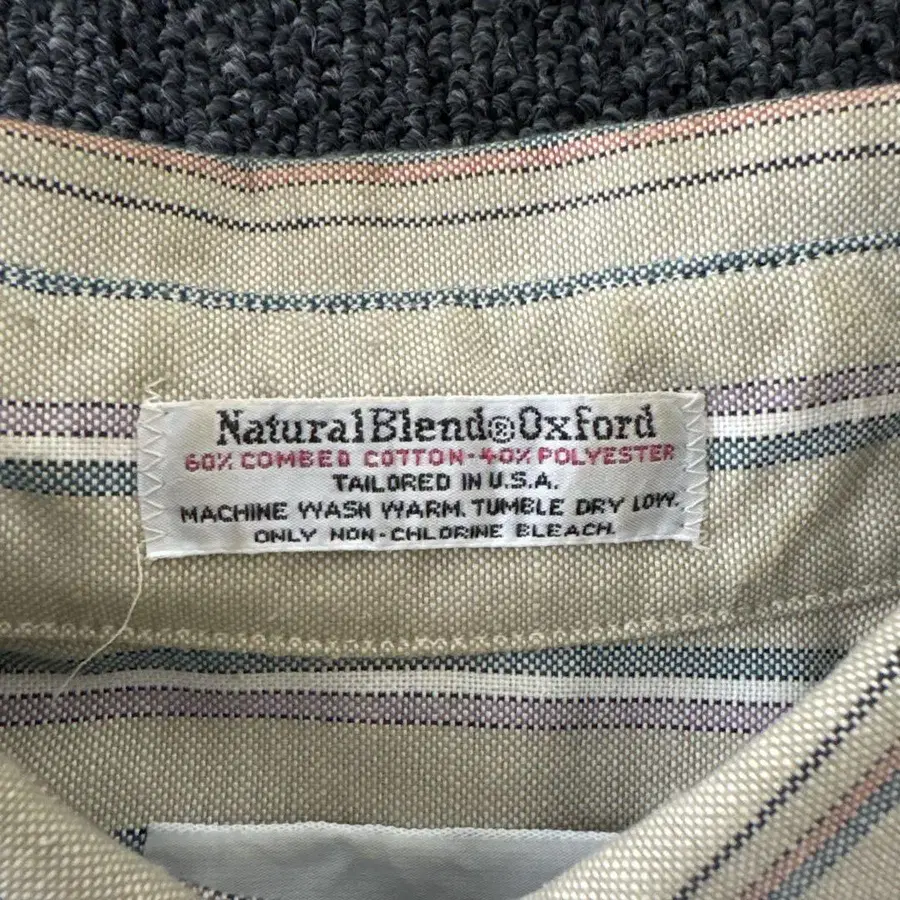 Natural Blend® Oxford
60% COMBED COTTON-40% POLYESTER
TAILORED IN U.S.A.
MACHINE WASH WARM. TUMBLE DRY LOW.
ONLY NON-CHLORINE BLEACH.